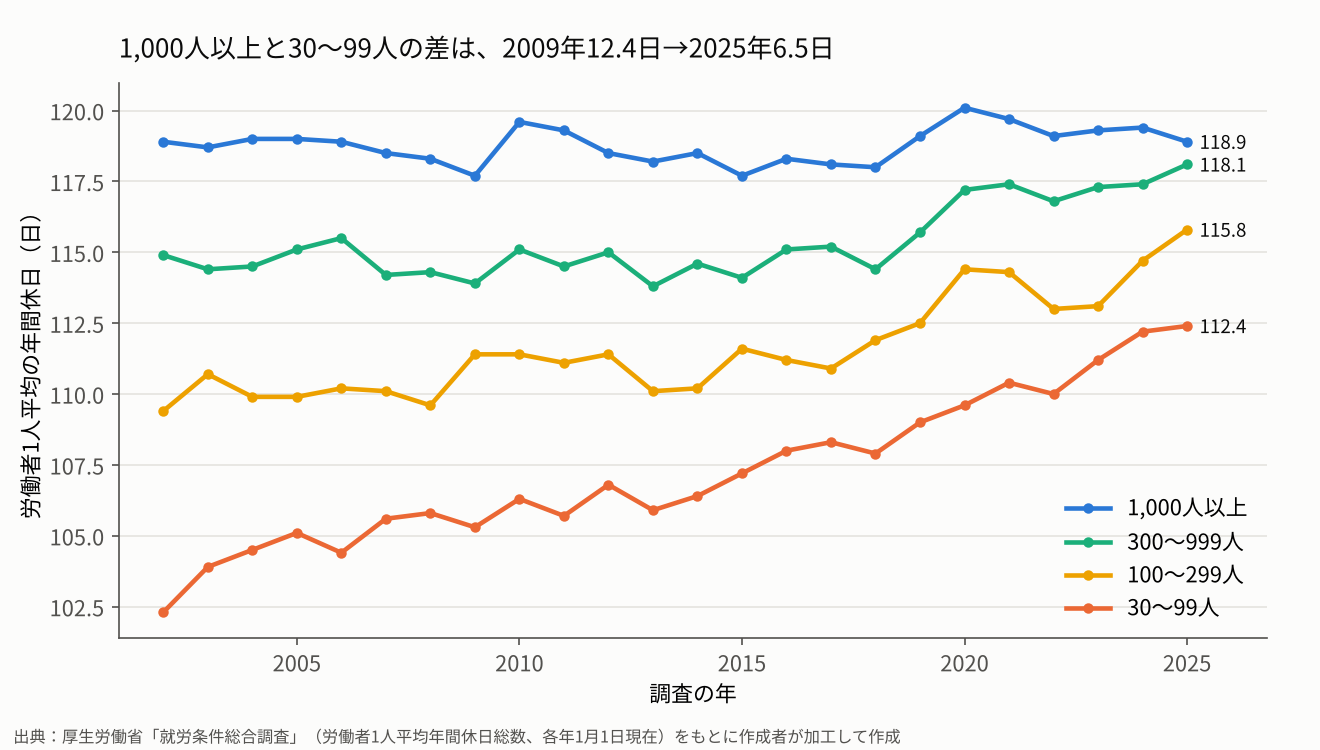 1,000人以上と30〜99人の差は、2009年12.4日→2025年6.5日
労働者1人平均の年間休日（日）
120.0
117.5
115.0
112.5
110.0
107.5
105.0
102.5
118.9
118.1
115.8
112.4
1,000人以上
300〜999人
100〜299人
30〜99人
2005
2010
2015
2020
2025
調査の年
出典：厚生労働省「就労条件総合調査」（労働者1人平均年間休日総数、各年1月1日現在）をもとに作成者が加工して作成